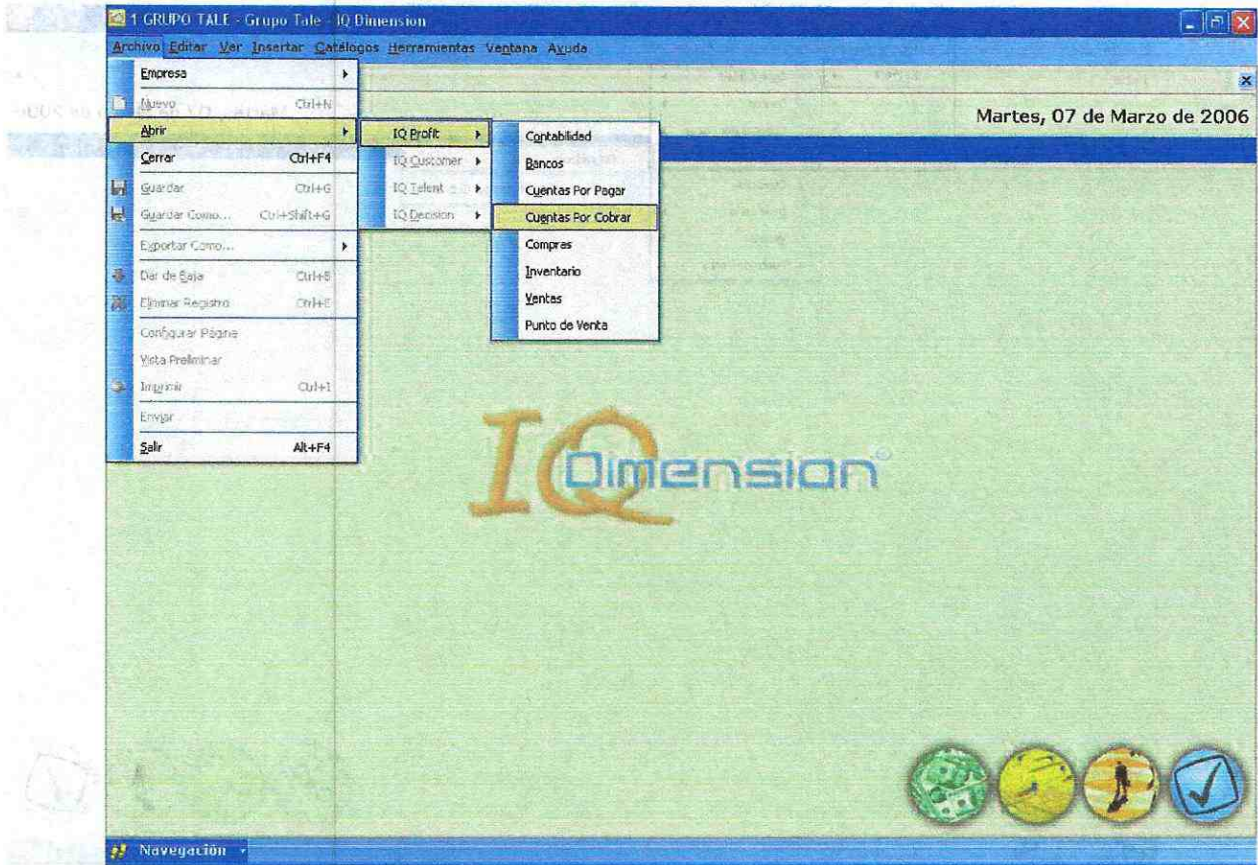 1 GRUPO TALE - Grupo Tale - IQ Dimension
Archivo Editar Ver Insertar Catálogos Herramientas Ventana Ayuda
Martes, 07 de Marzo de 2006
Empresa
Nuevo Ctrl+N
Abrir
Cerrar Ctrl+F4
Guardar Ctrl+G
Guardar Como... Ctrl+Shift+G
Exportar Como...
Dar de Baja Ctrl+B
Eliminar Registro Ctrl+E
Configurar Página
Vista Preliminar
Imprimir Ctrl+I
Enviar
Salir Alt+F4
IQ Profit
IQ Customer
IQ Talent
IQ Decision
Contabilidad
Bancos
Cuentas Por Pagar
Cuentas Por Cobrar
Compras
Inventario
Ventas
Punto de Venta
IQ Dimension®
Navegación